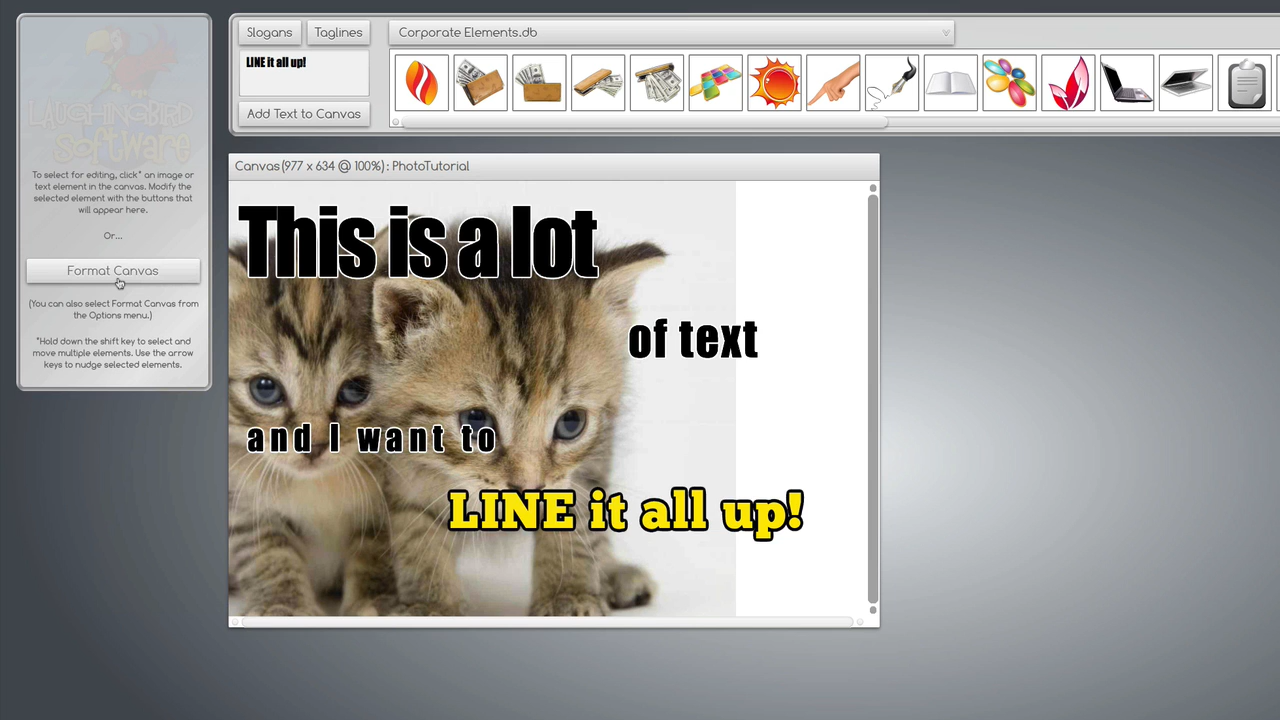 LAUGHINGBIRD
software
To select for editing, click* an image or
text element in the canvas. Modify the
selected element with the buttons that
will appear here.
Or...
Format Canvas
(You can also select Format Canvas from
the Options menu.)
*Hold down the shift key to select and
move multiple elements. Use the arrow
keys to nudge selected elements.
Slogans
Taglines
LINE it all up!
Add Text to Canvas
Corporate Elements.db
Canvas (977 x 634 @ 100%) : PhotoTutorial
This is a lot
of text
and I want to
LINE it all up!